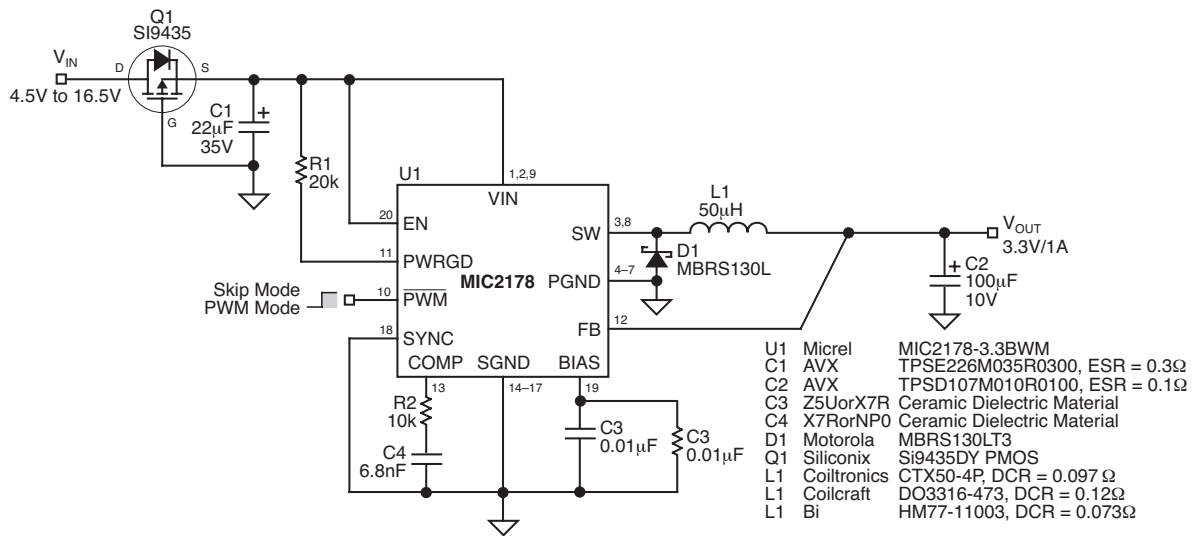 Q1
SI9435
VIN
D
S
G
4.5V to 16.5V
C1
22µF
35V
+
R1
20k
U1
1,2,9
VIN
20
EN
11
PWRGD
MIC2178
Skip Mode
PWM Mode
10
PWM
18
SYNC
COMP
13
SGND
14–17
BIAS
19
SW
3,8
PGND
4–7
FB
12
L1
50µH
D1
MBRS130L
VOUT
3.3V/1A
+
C2
100µF
10V
R2
10k
C4
6.8nF
C3
0.01µF
C3
0.01µF
U1 Micrel MIC2178-3.3BWM
C1 AVX TPSE226M035R0300, ESR = 0.3Ω
C2 AVX TPSD107M010R0100, ESR = 0.1Ω
C3 Z5UorX7R Ceramic Dielectric Material
C4 X7RorNP0 Ceramic Dielectric Material
D1 Motorola MBRS130LT3
Q1 Siliconix Si9435DY PMOS
L1 Coiltronics CTX50-4P, DCR = 0.097 Ω
L1 Coilcraft DO3316-473, DCR = 0.12Ω
L1 Bi HM77-11003, DCR = 0.073Ω